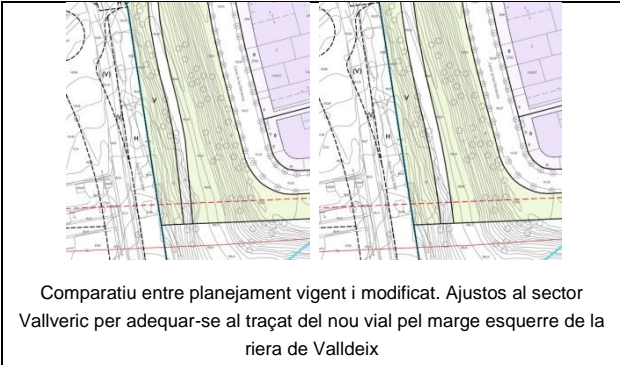 (V)
V
H
(V)
V
H
Comparatiu entre planejament vigent i modificat. Ajustos al sector
Vallveric per adequar-se al traçat del nou vial pel marge esquerre de la
riera de Valldeix